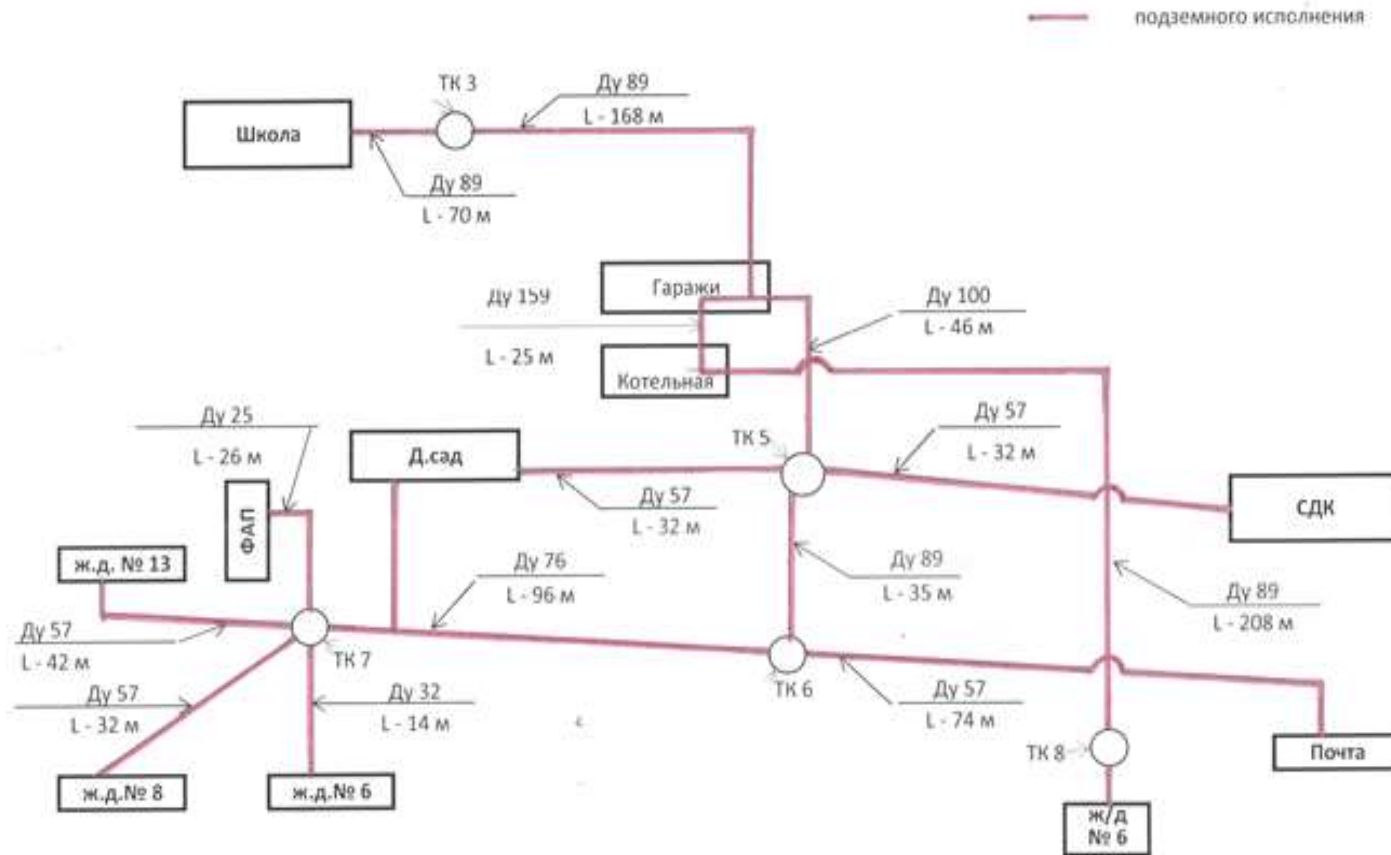 подземного исполнения
ТК 3
Ду 89
L - 168 м
Школа
Ду 89
L - 70 м
Гаражи
Ду 159
L - 25 м
Ду 100
L - 46 м
Котельная
Ду 25
L - 26 м
Д.сад
ТК 5
Ду 57
L - 32 м
Ду 57
L - 32 м
СДК
ФАП
ж.д. № 13
Ду 76
L - 96 м
Ду 89
L - 35 м
Ду 89
L - 208 м
Ду 57
L - 42 м
ТК 7
Ду 57
L - 32 м
Ду 32
L - 14 м
ТК 6
Ду 57
L - 74 м
ТК 8
Почта
ж.д.№ 8
ж.д.№ 6
ж/д
№ 6